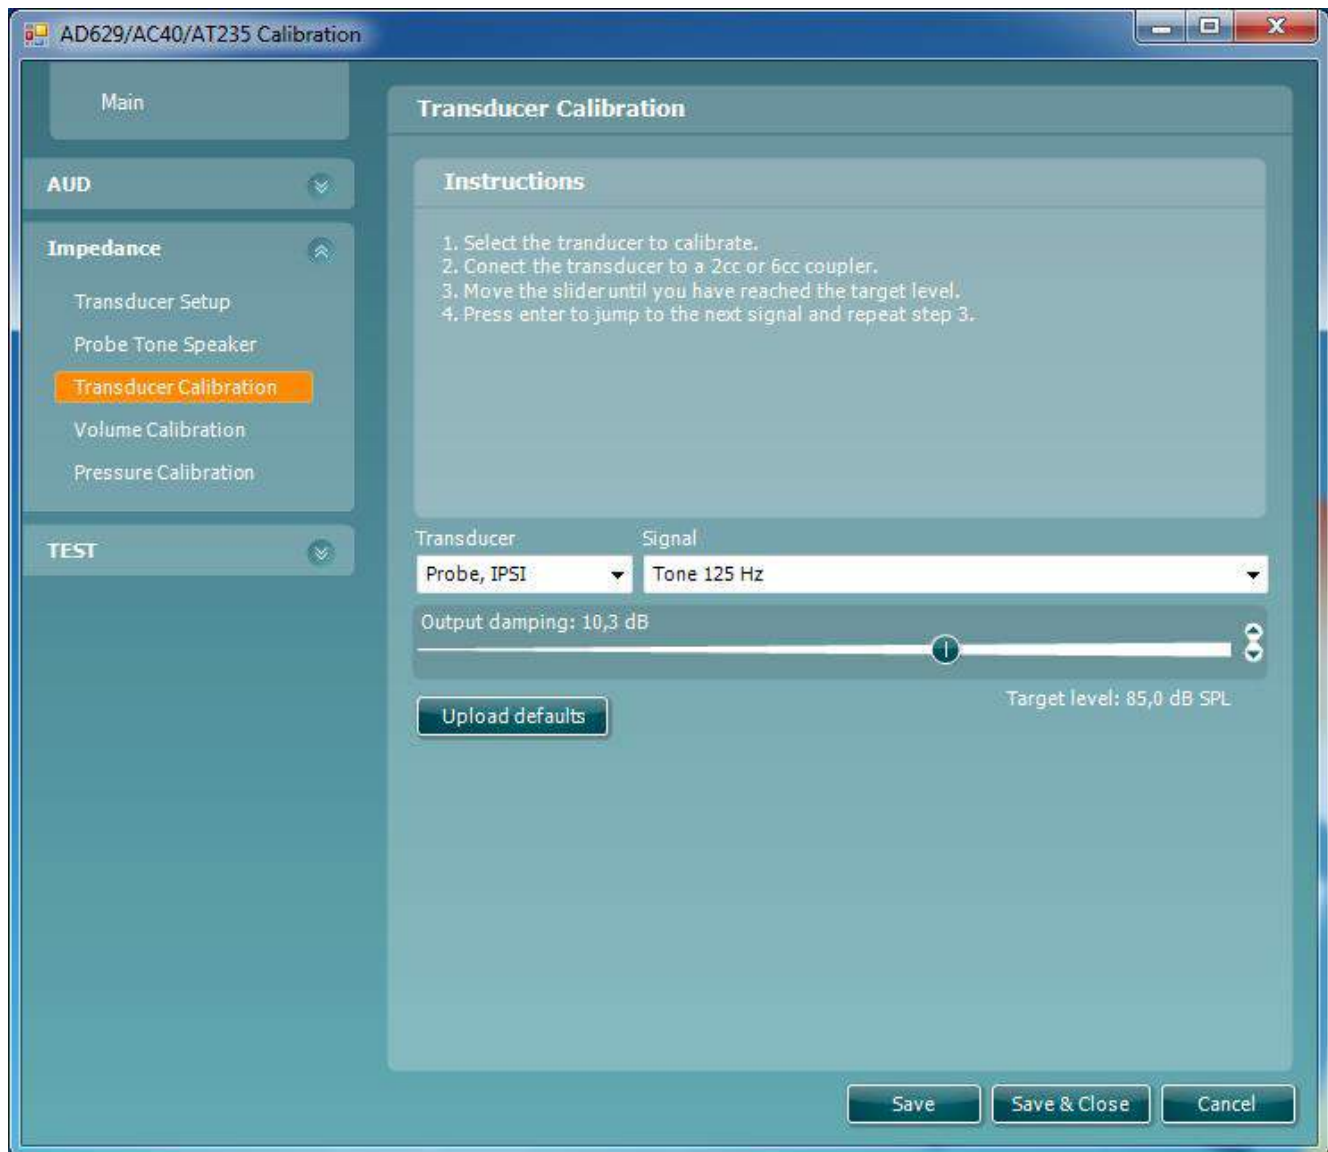 AD629/AC40/AT235 Calibration
Main
AUD
Impedance
Transducer Setup
Probe Tone Speaker
Transducer Calibration
Volume Calibration
Pressure Calibration
TEST
Transducer Calibration
Instructions
1. Select the tranducer to calibrate.
2. Conect the transducer to a 2cc or 6cc coupler.
3. Move the slider until you have reached the target level.
4. Press enter to jump to the next signal and repeat step 3.
Transducer Signal
Probe, IPSI Tone 125 Hz
Output damping: 10,3 dB
Target level: 85,0 dB SPL
Upload defaults
Save Save & Close Cancel